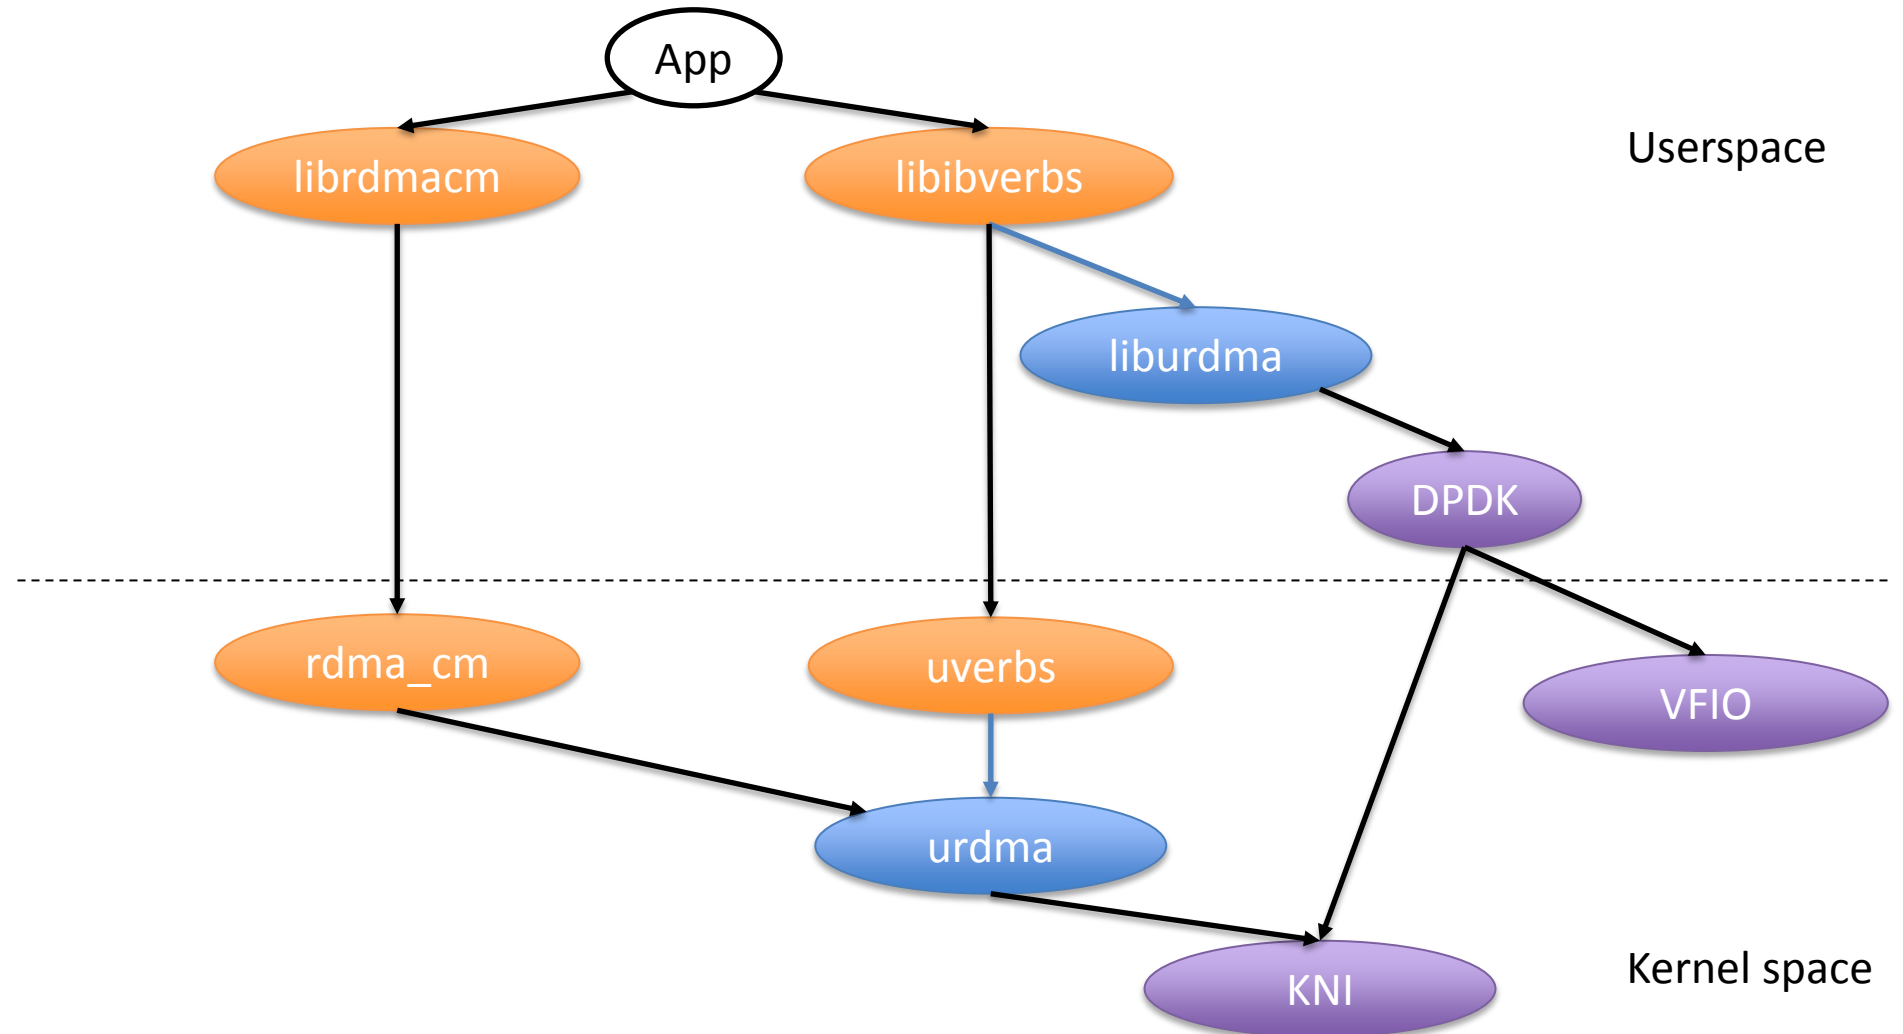 App
Userspace
librdmacm
libibverbs
liburdma
DPDK
rdma_cm
uverbs
VFIO
urdma
Kernel space
KNI